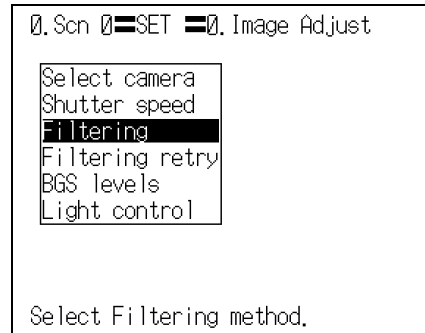 0.Scn 0=SET =0.Image Adjust
Select camera
Shutter speed
Filtering
Filtering retry
BGS levels
Light control
Select Filtering method.